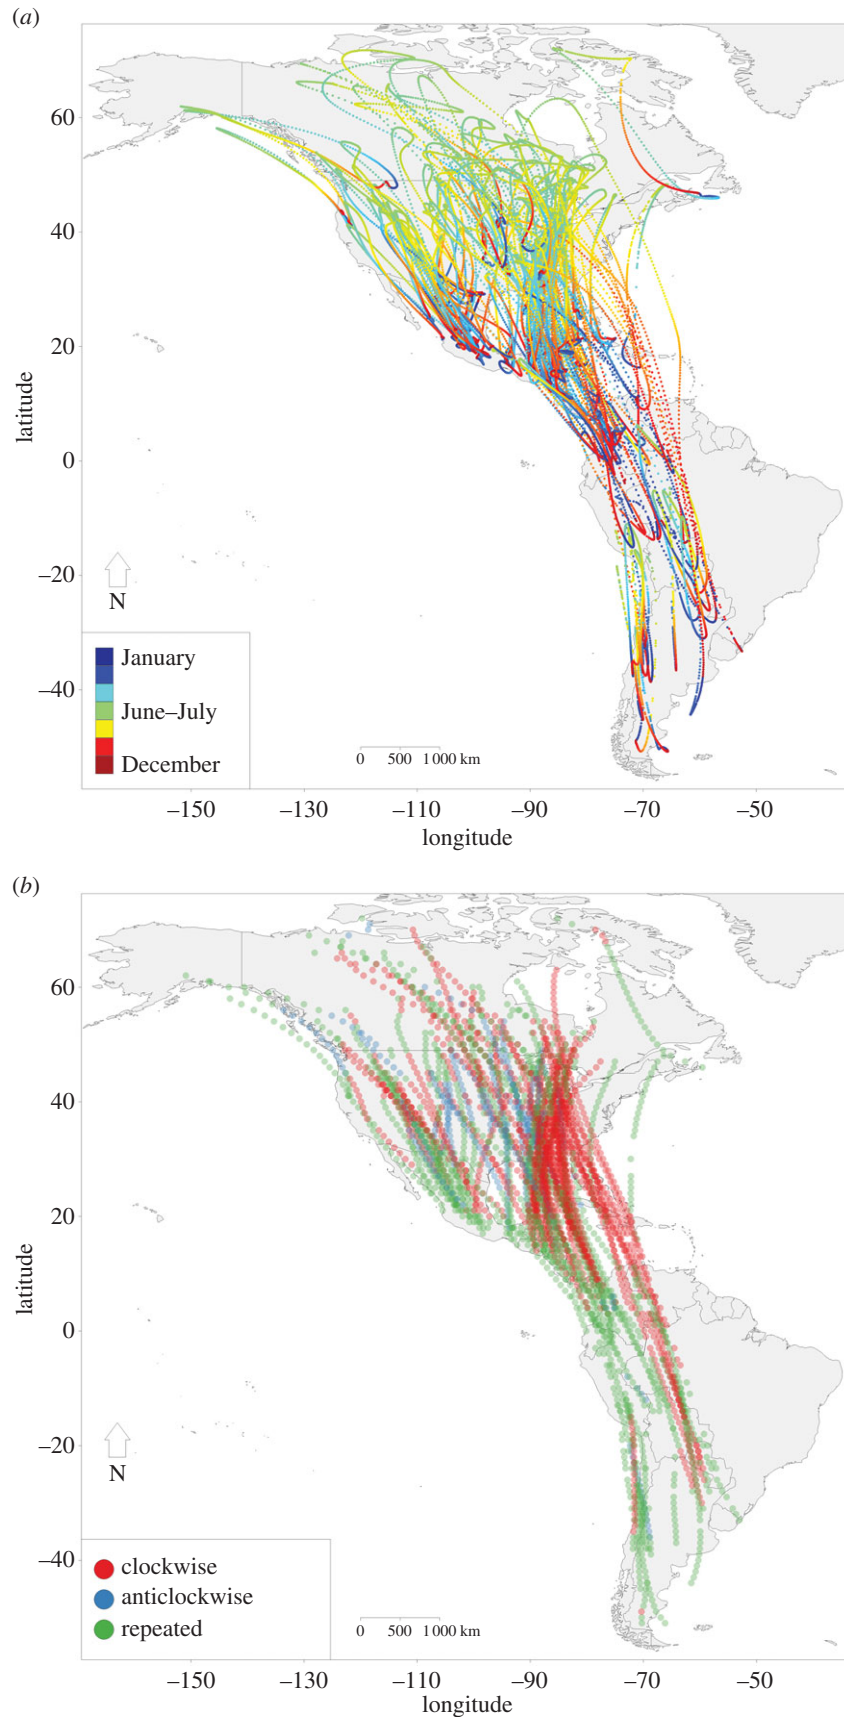 (a)
60
40
20
0
–20
–40
latitude
N
January
June–July
December
0 500 1 000 km
–150 –130 –110 –90 –70 –50
longitude
(b)
60
40
20
0
–20
–40
latitude
N
clockwise
anticlockwise
repeated
0 500 1 000 km
–150 –130 –110 –90 –70 –50
longitude